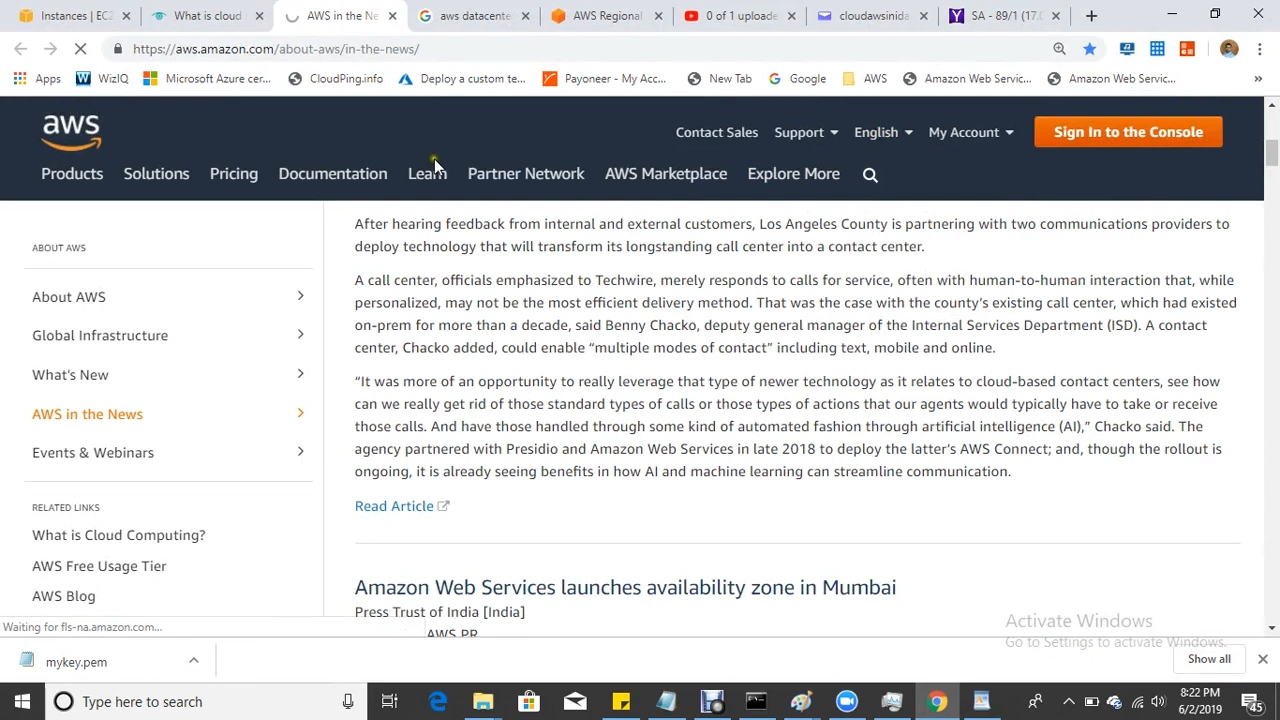 Instances | EC2
What is cloud
AWS in the Ne
aws datacente
AWS Regional
0 of 1 uploade
cloudawsinida
SA - 89/1 (17.0
https://aws.amazon.com/about-aws/in-the-news/
Apps
WizIQ
Microsoft Azure cer...
CloudPing.info
Deploy a custom te...
Payoneer - My Acc...
New Tab
Google
AWS
Amazon Web Servic...
Amazon Web Servic...
»
aws
Contact Sales
Support
English
My Account
Sign In to the Console
Products
Solutions
Pricing
Documentation
Learn
Partner Network
AWS Marketplace
Explore More
ABOUT AWS
About AWS
Global Infrastructure
What's New
AWS in the News
Events & Webinars
RELATED LINKS
What is Cloud Computing?
AWS Free Usage Tier
AWS Blog
After hearing feedback from internal and external customers, Los Angeles County is partnering with two communications providers to
deploy technology that will transform its longstanding call center into a contact center.
A call center, officials emphasized to Techwire, merely responds to calls for service, often with human-to-human interaction that, while
personalized, may not be the most efficient delivery method. That was the case with the county’s existing call center, which had existed
on-prem for more than a decade, said Benny Chacko, deputy general manager of the Internal Services Department (ISD). A contact
center, Chacko added, could enable “multiple modes of contact” including text, mobile and online.
“It was more of an opportunity to really leverage that type of newer technology as it relates to cloud-based contact centers, see how
can we really get rid of those standard types of calls or those types of actions that our agents would typically have to take or receive
those calls. And have those handled through some kind of automated fashion through artificial intelligence (AI),” Chacko said. The
agency partnered with Presidio and Amazon Web Services in late 2018 to deploy the latter’s AWS Connect; and, though the rollout is
ongoing, it is already seeing benefits in how AI and machine learning can streamline communication.
Read Article
Amazon Web Services launches availability zone in Mumbai
Press Trust of India [India]
AWS PR
Activate Windows
Go to Settings to activate Windows.
Waiting for fls-na.amazon.com...
mykey.pem
Show all
Type here to search
8:22 PM
6/2/2019
45